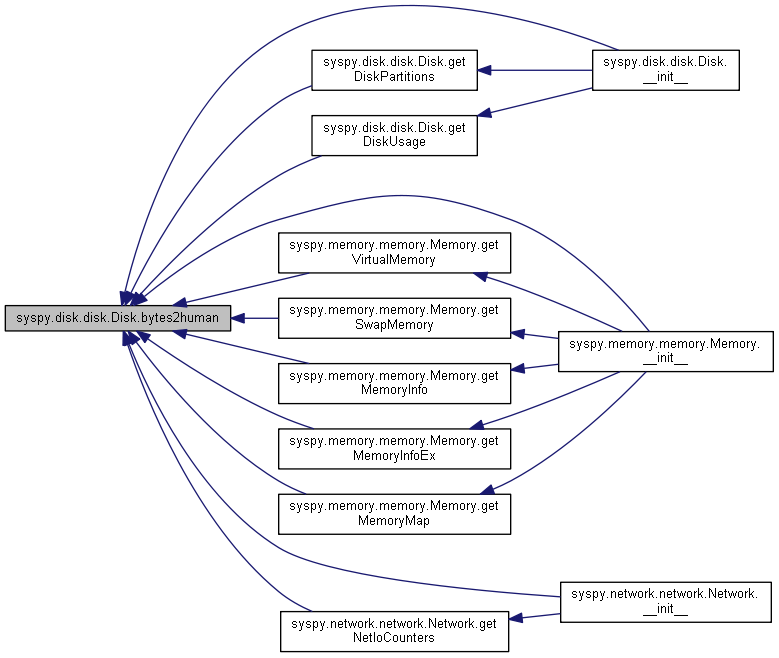 syspy.disk.disk.Disk.get
DiskPartitions
syspy.disk.disk.Disk.
__init__
syspy.disk.disk.Disk.get
DiskUsage
syspy.memory.memory.Memory.get
VirtualMemory
syspy.disk.disk.Disk.bytes2human
syspy.memory.memory.Memory.get
SwapMemory
syspy.memory.memory.Memory.
__init__
syspy.memory.memory.Memory.get
MemoryInfo
syspy.memory.memory.Memory.get
MemoryInfoEx
syspy.memory.memory.Memory.get
MemoryMap
syspy.network.network.Network.
__init__
syspy.network.network.Network.get
NetIoCounters